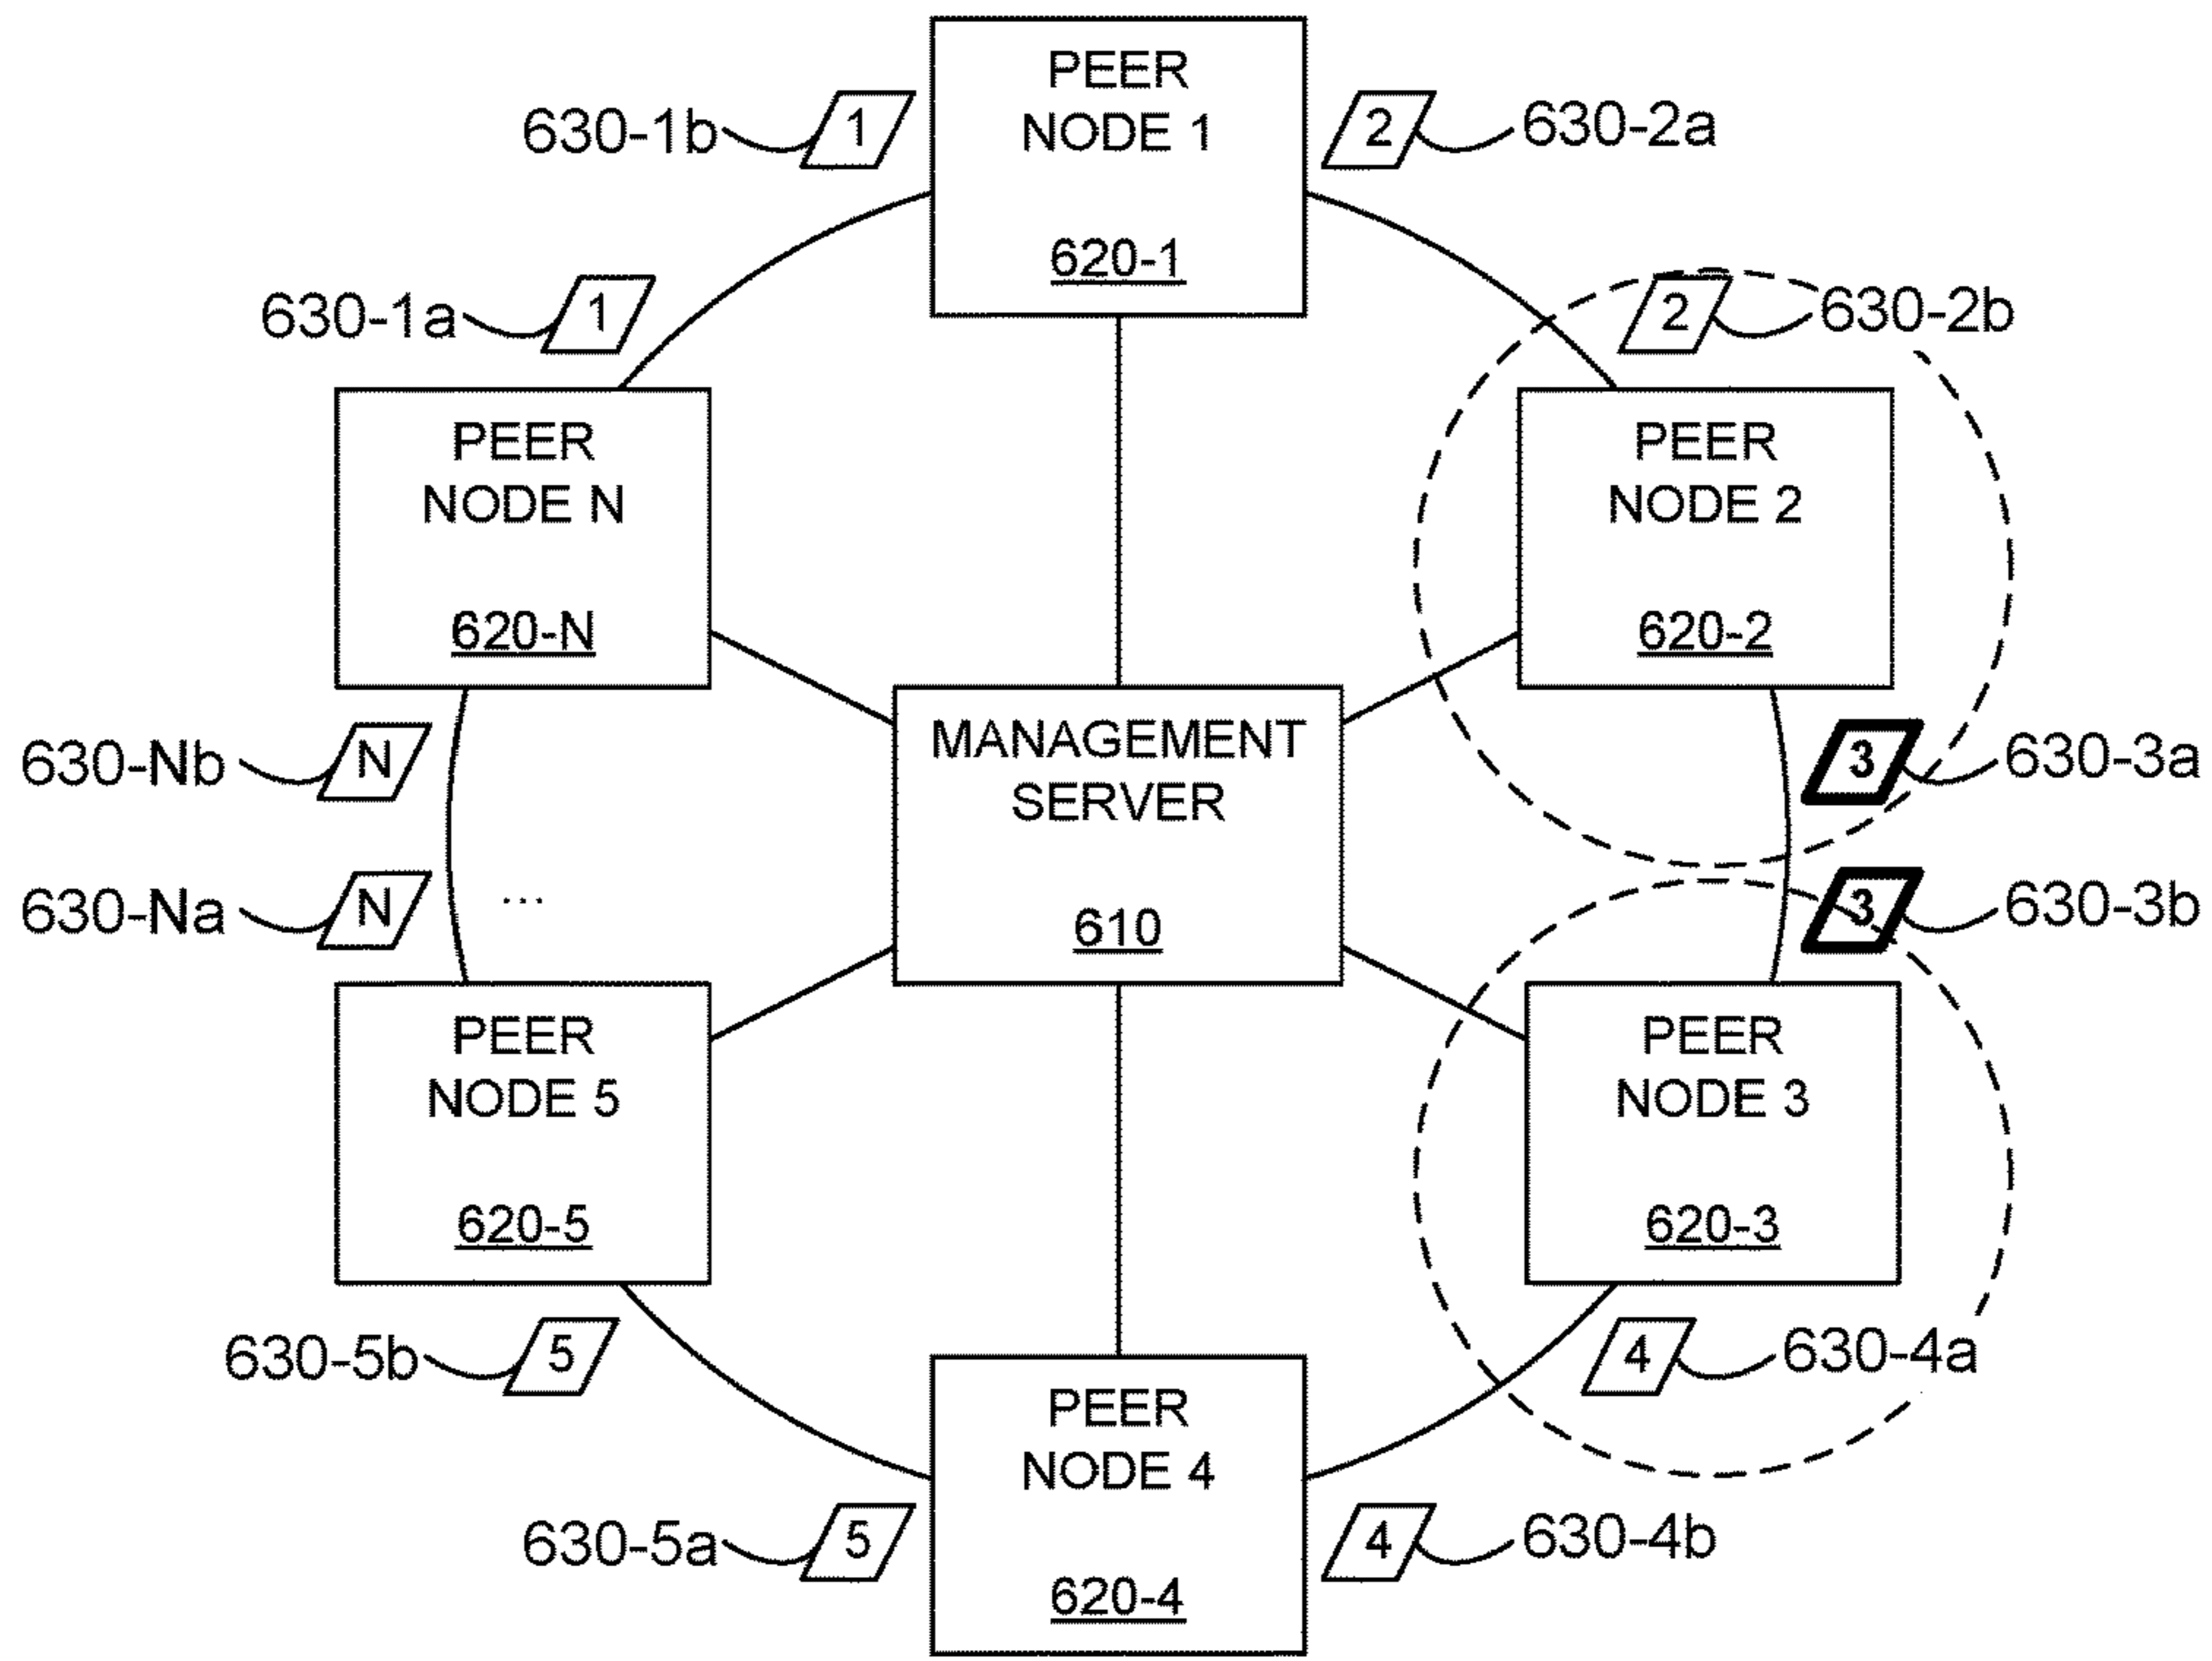 PEER
NODE 1
620-1
630-1b
1
2
630-2a
630-1a
1
2
630-2b
PEER
NODE N
620-N
PEER
NODE 2
620-2
630-Nb
N
MANAGEMENT
SERVER
610
3
630-3a
630-Na
N
...
3
630-3b
PEER
NODE 5
620-5
PEER
NODE 3
620-3
630-5b
5
4
630-4a
PEER
NODE 4
620-4
630-5a
5
4
630-4b